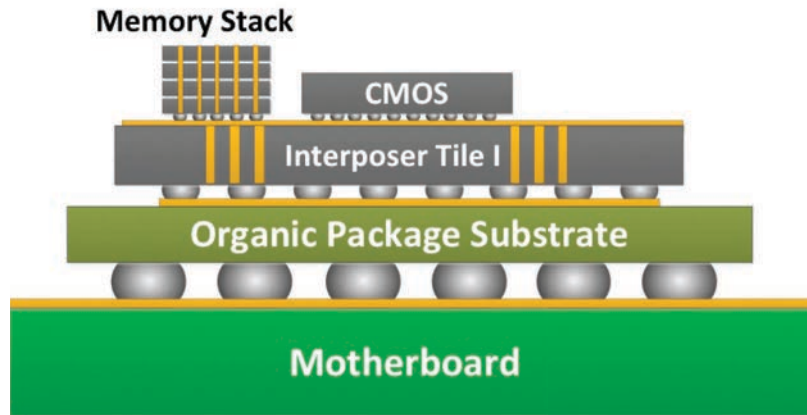 Memory Stack
CMOS
Interposer Tile I
Organic Package Substrate
Motherboard